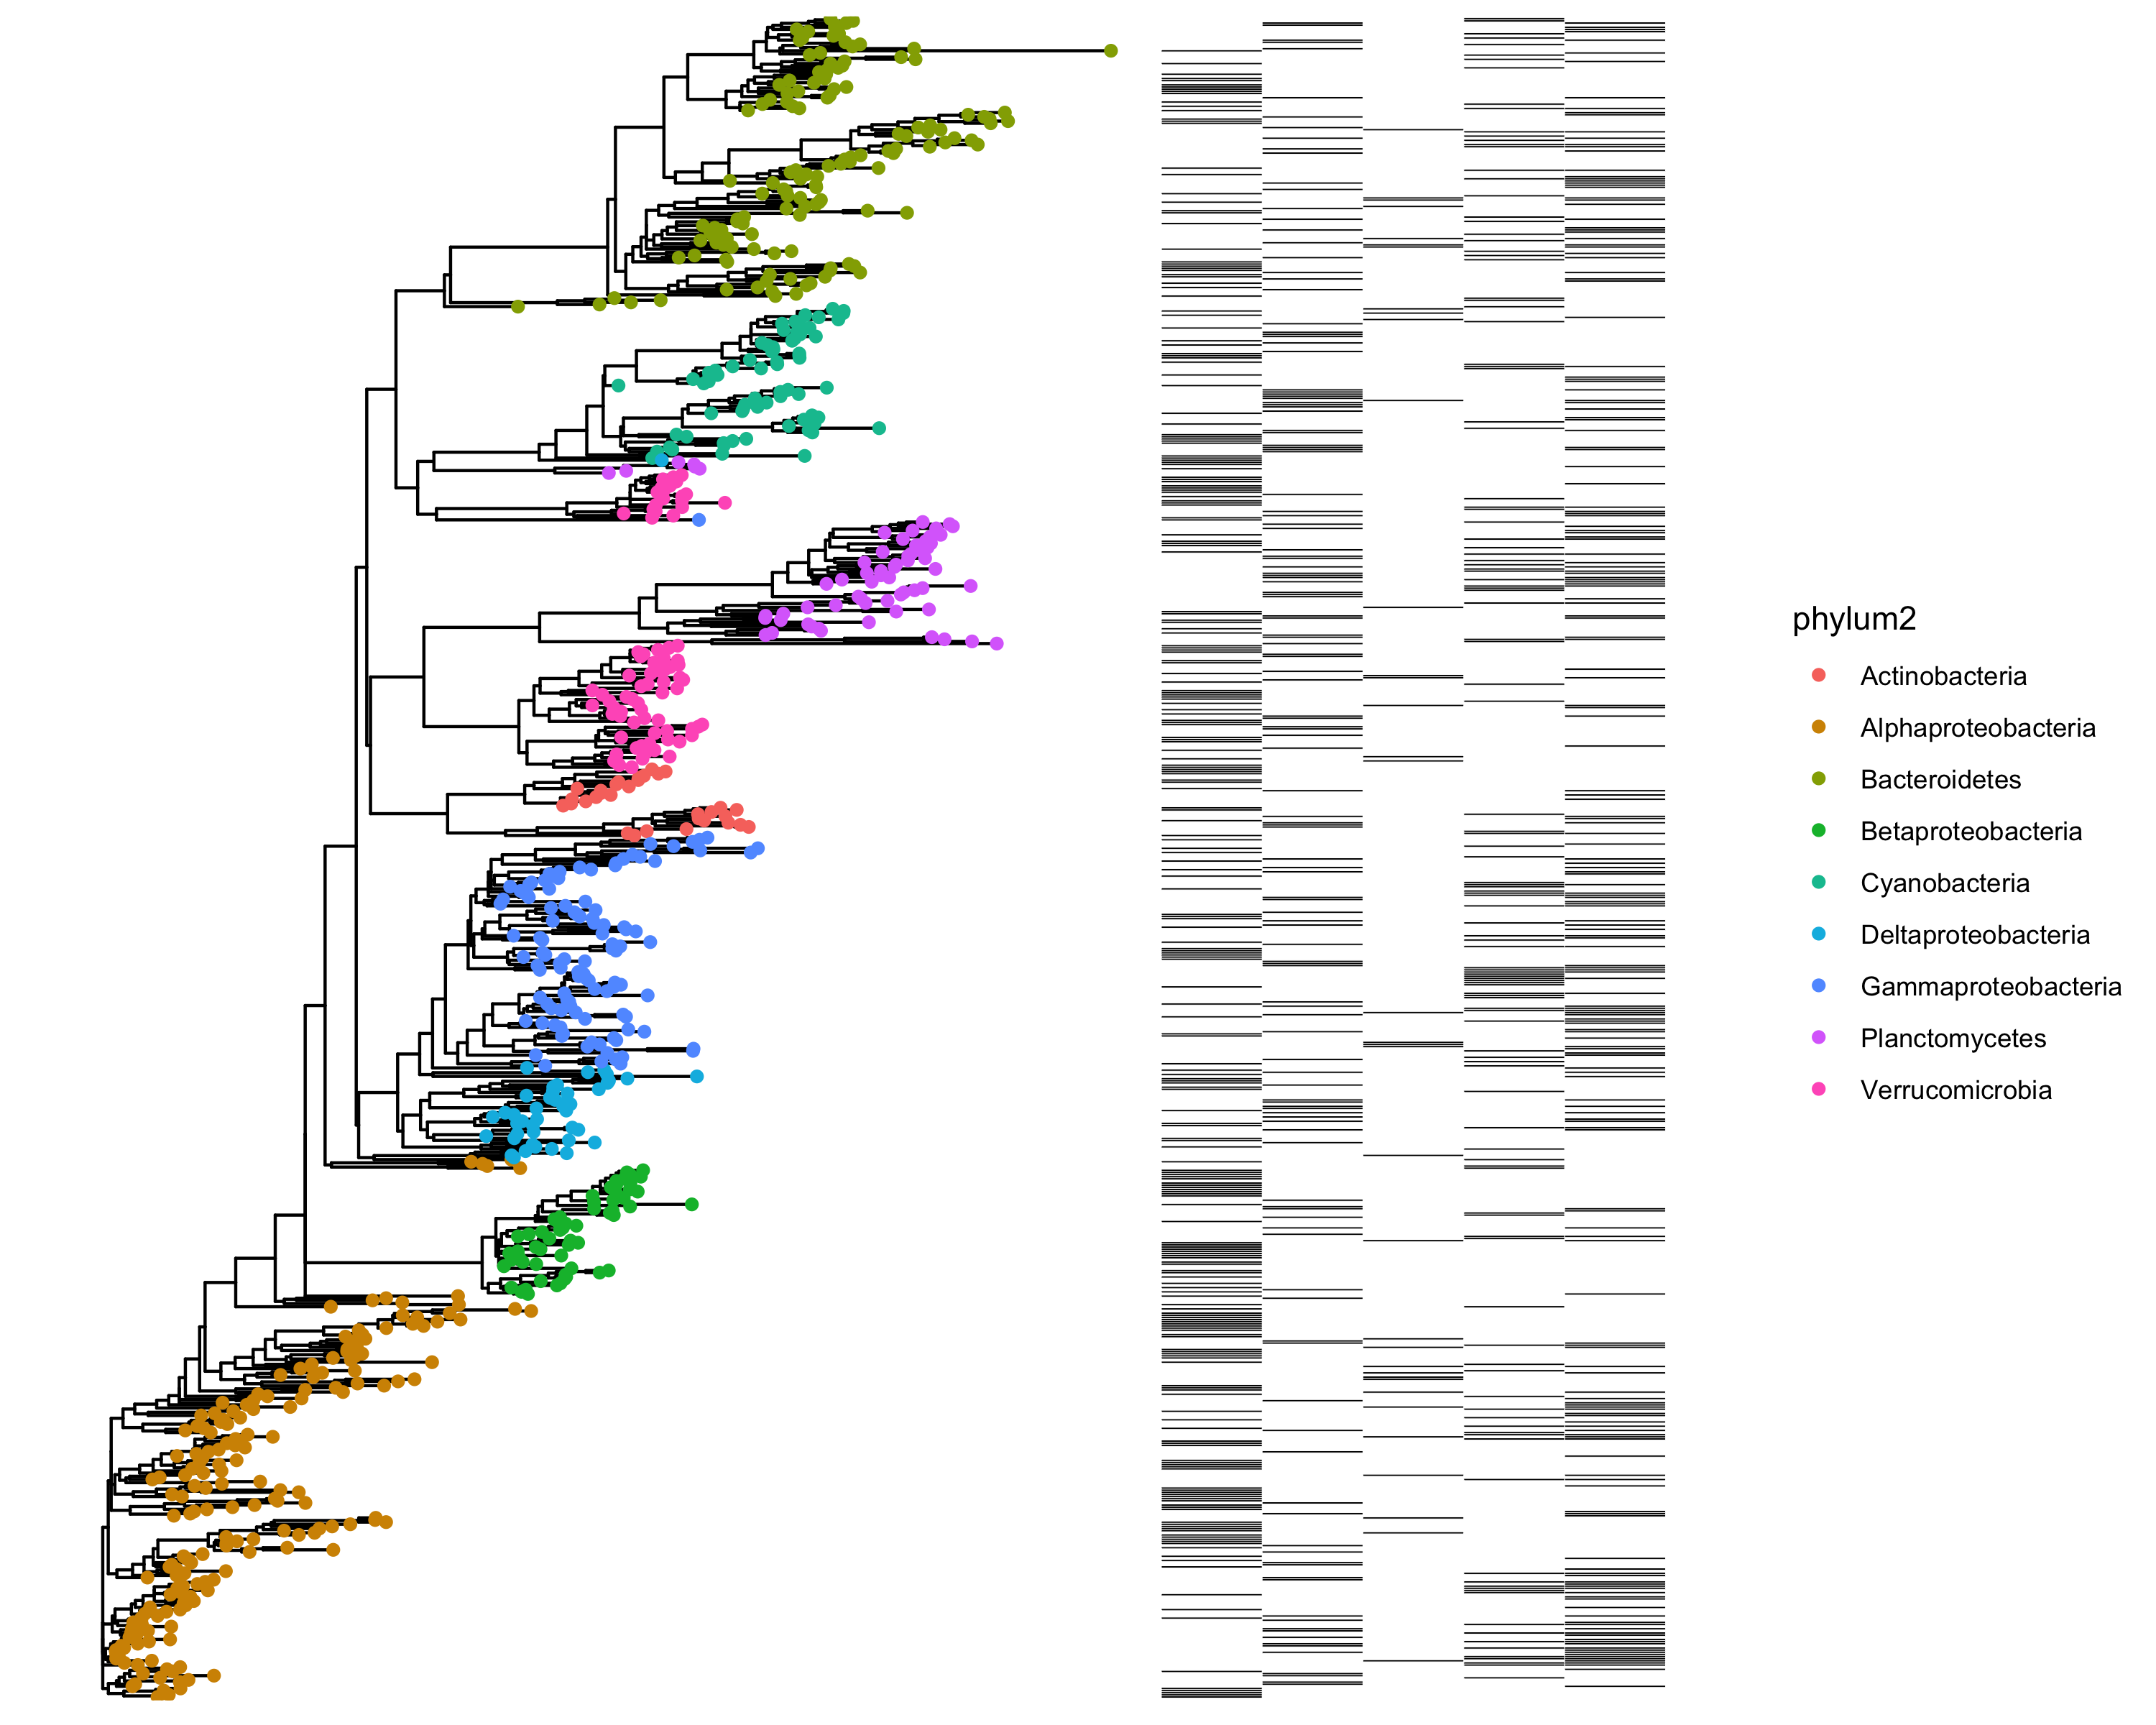 phylum2
Actinobacteria
Alphaproteobacteria
Bacteroidetes
Betaproteobacteria
Cyanobacteria
Deltaproteobacteria
Gammaproteobacteria
Planctomycetes
Verrucomicrobia